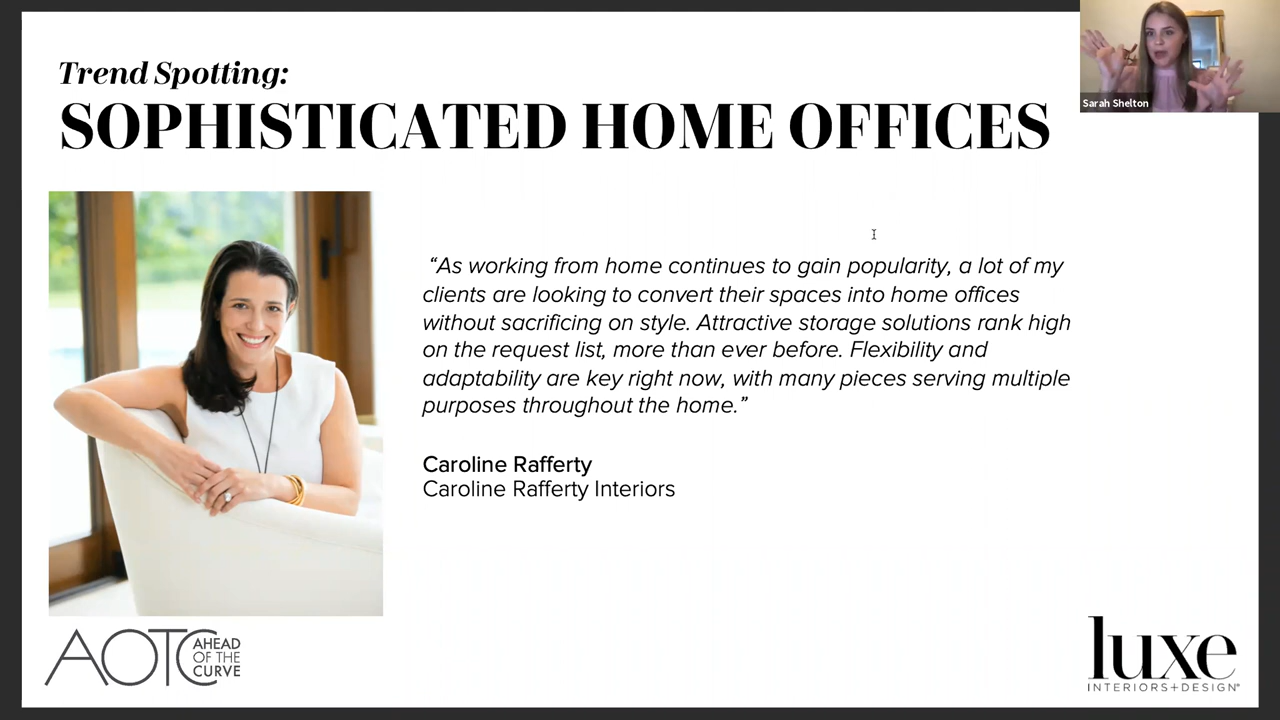 Trend Spotting:
SOPHISTICATED HOME OFFICES
Sarah Shelton
“As working from home continues to gain popularity, a lot of my
clients are looking to convert their spaces into home offices
without sacrificing on style. Attractive storage solutions rank high
on the request list, more than ever before. Flexibility and
adaptability are key right now, with many pieces serving multiple
purposes throughout the home.”
Caroline Rafferty
Caroline Rafferty Interiors
AOTC
AHEAD
OF THE
CURVE
luxe
INTERIORS+DESIGN®